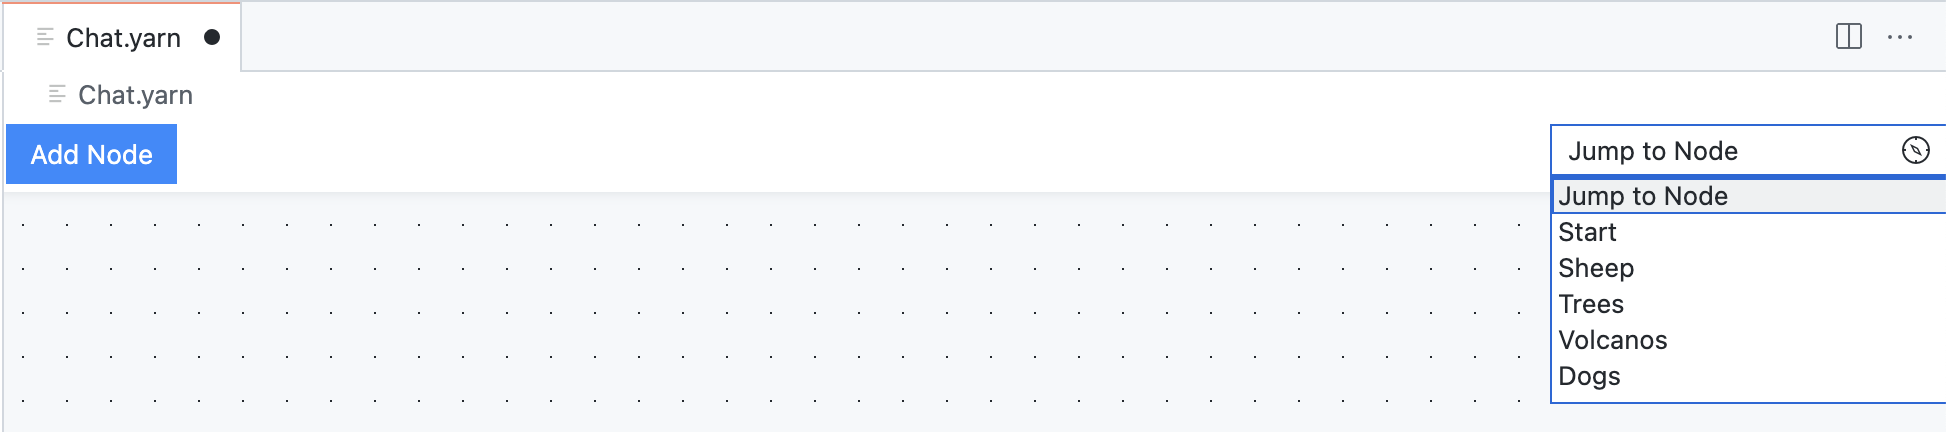 Chat.yarn
Chat.yarn
Add Node
Jump to Node
Jump to Node
Start
Sheep
Trees
Volcanos
Dogs